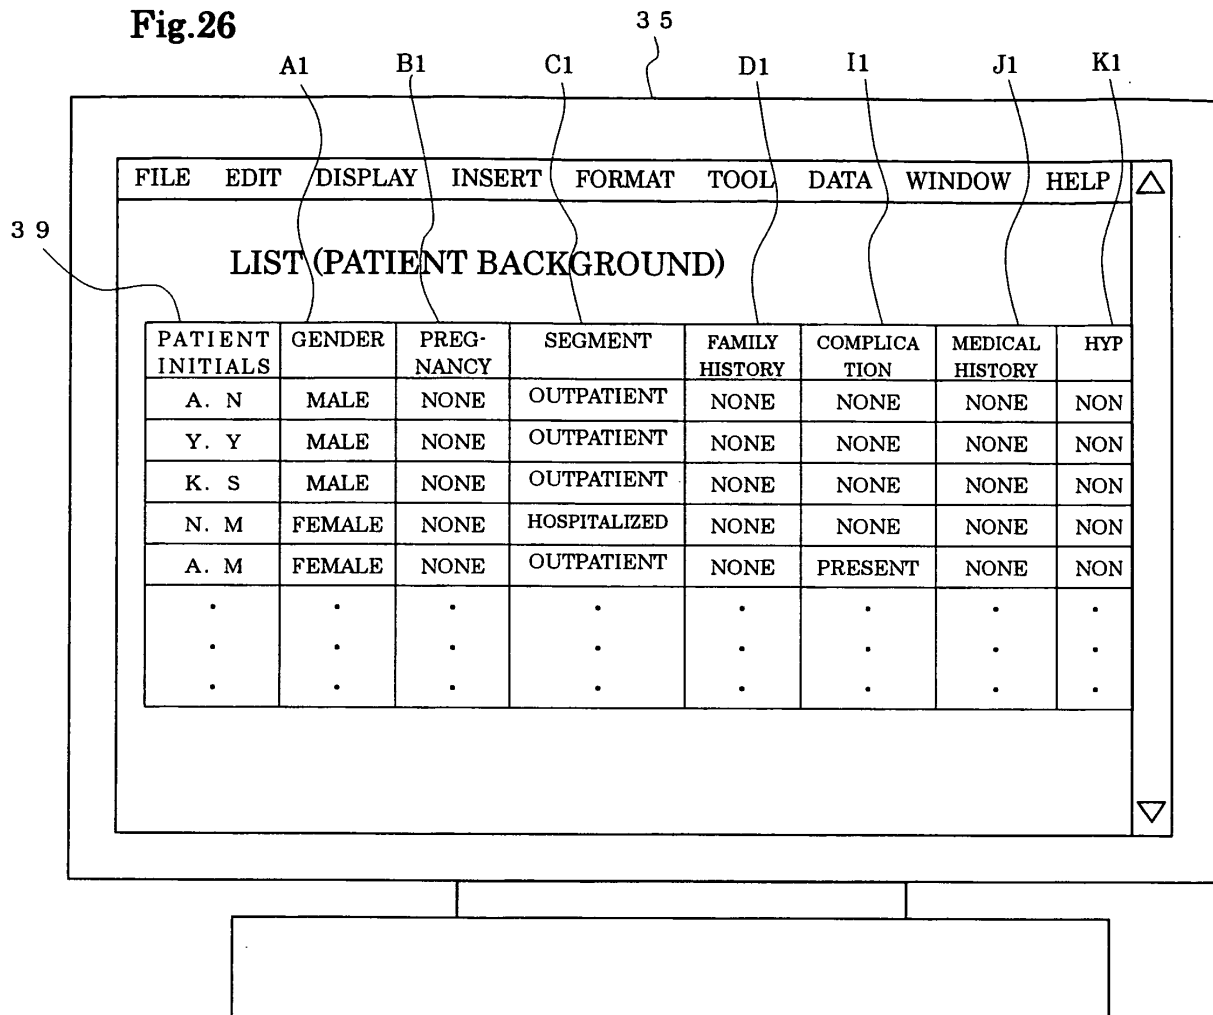 Fig.26
3 5
A1 B1 C1 D1 I1 J1 K1
FILE EDIT DISPLAY INSERT FORMAT TOOL DATA WINDOW HELP
3 9
LIST (PATIENT BACKGROUND)
PATIENT INITIALS GENDER PREG-NANCY SEGMENT FAMILY HISTORY COMPLICA TION MEDICAL HISTORY HYP
A. N MALE NONE OUTPATIENT NONE NONE NONE NON
Y. Y MALE NONE OUTPATIENT NONE NONE NONE NON
K. S MALE NONE OUTPATIENT NONE NONE NONE NON
N. M FEMALE NONE HOSPITALIZED NONE NONE NONE NON
A. M FEMALE NONE OUTPATIENT NONE PRESENT NONE NON